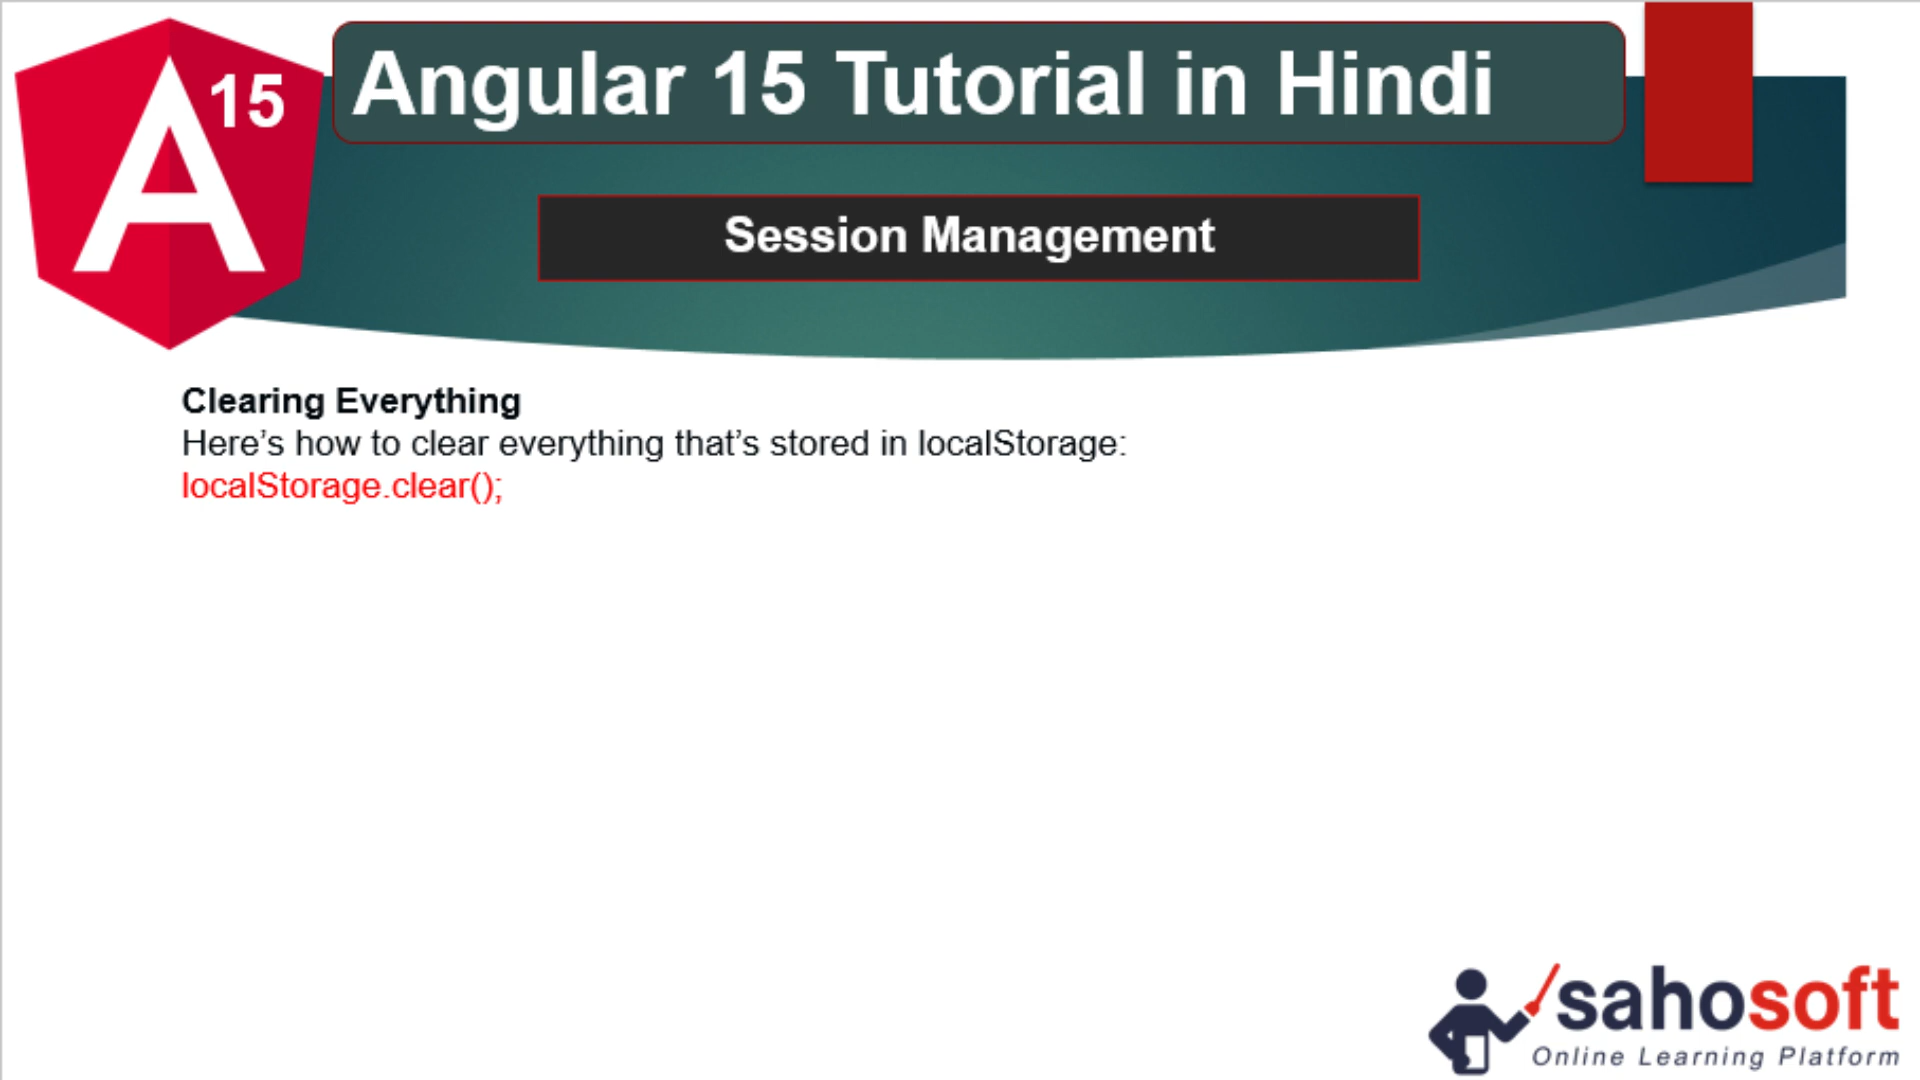 15
Angular 15 Tutorial in Hindi
Session Management
Clearing Everything
Here’s how to clear everything that’s stored in localStorage:
localStorage.clear();
sahosoft
Online Learning Platform